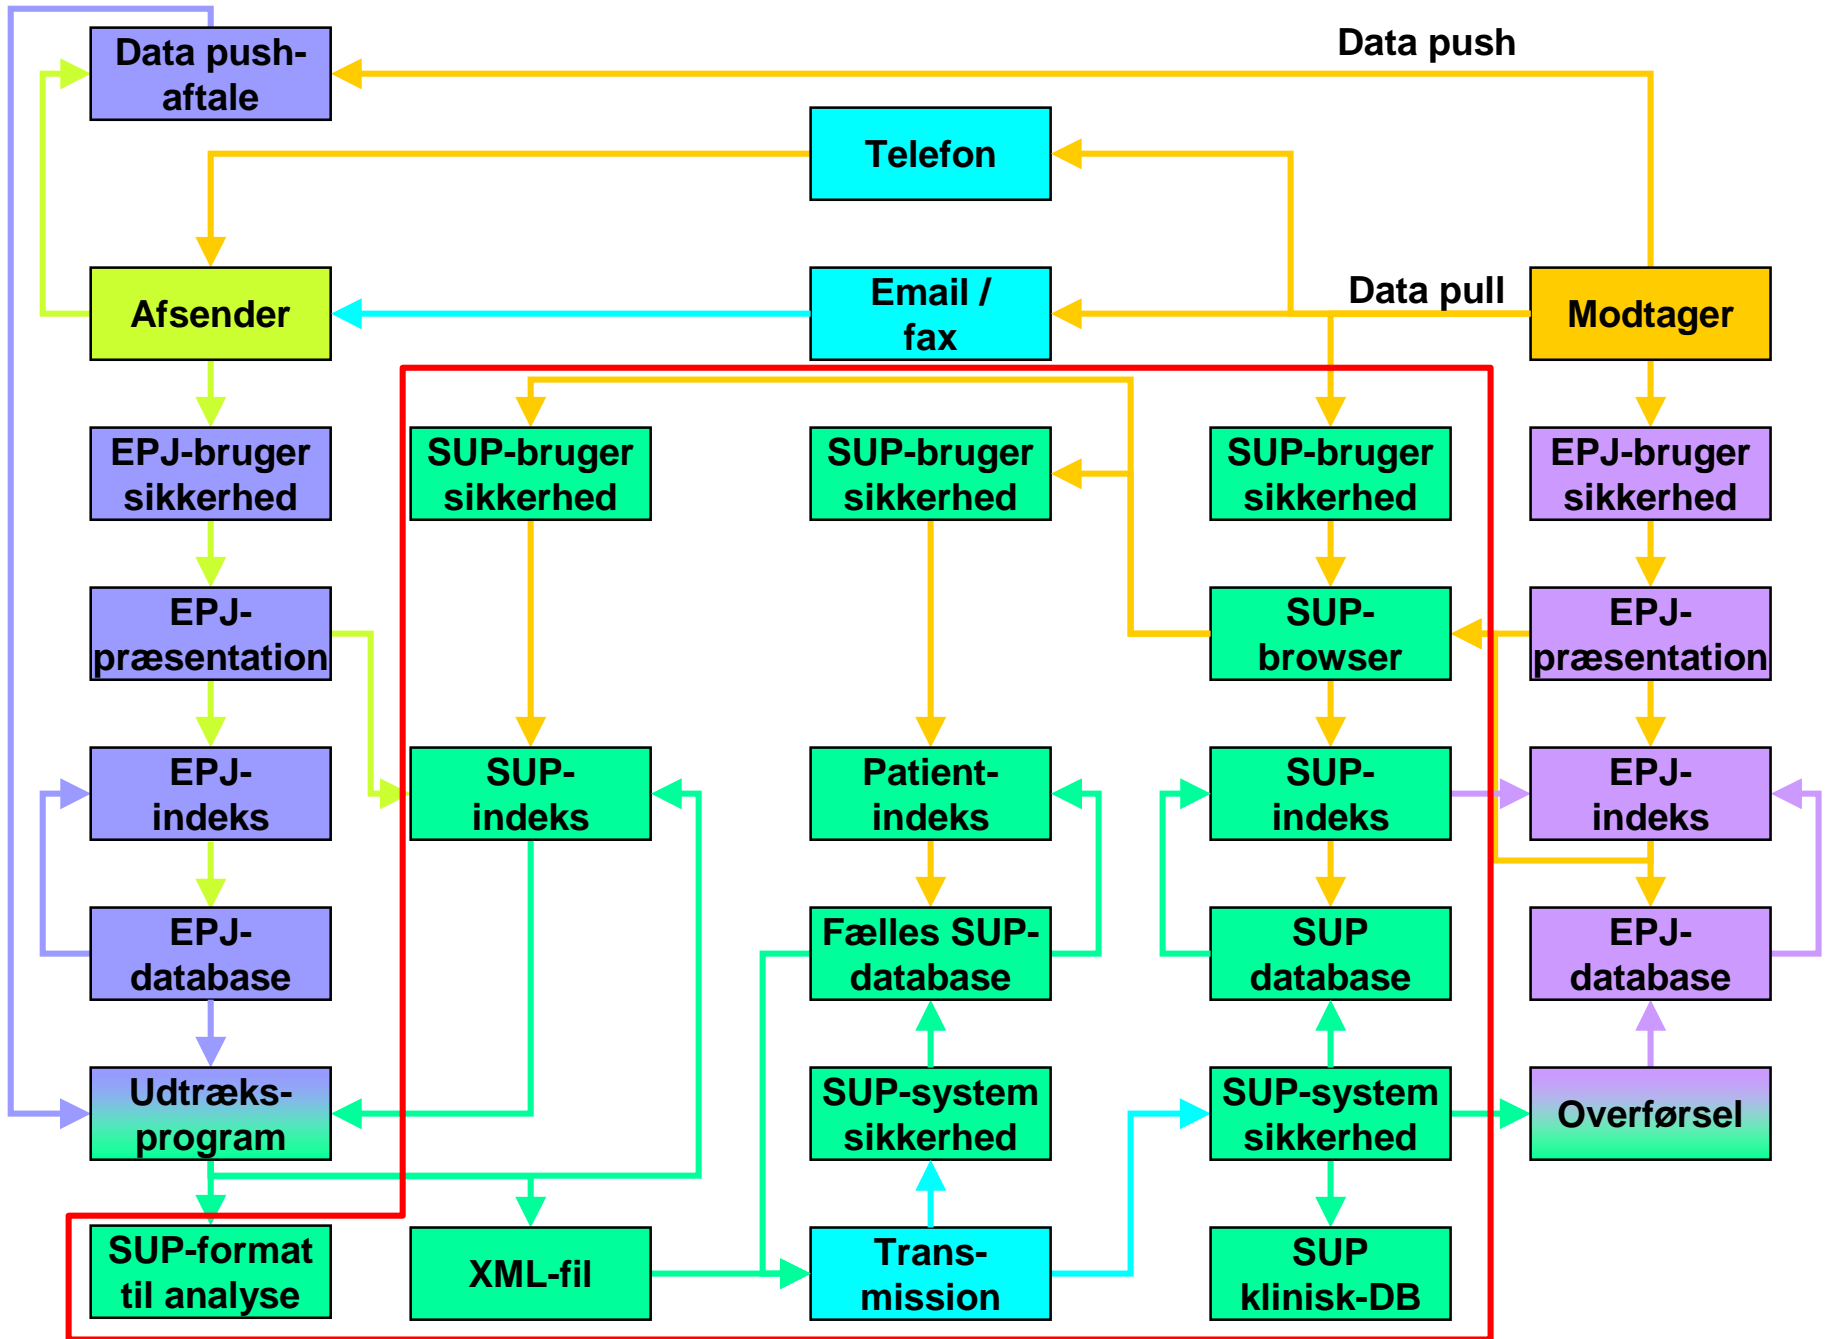 Data push-
aftale
Data push
Telefon
Afsender
Email /
fax
Data pull
Modtager
EPJ-bruger
sikkerhed
SUP-bruger
sikkerhed
SUP-bruger
sikkerhed
SUP-bruger
sikkerhed
EPJ-bruger
sikkerhed
EPJ-
præsentation
SUP-
browser
EPJ-
præsentation
EPJ-
indeks
SUP-
indeks
Patient-
indeks
SUP-
indeks
EPJ-
indeks
EPJ-
database
Fælles SUP-
database
SUP
database
EPJ-
database
Udtræks-
program
SUP-system
sikkerhed
SUP-system
sikkerhed
Overførsel
SUP-format
til analyse
XML-fil
Trans-
mission
SUP
klinisk-DB